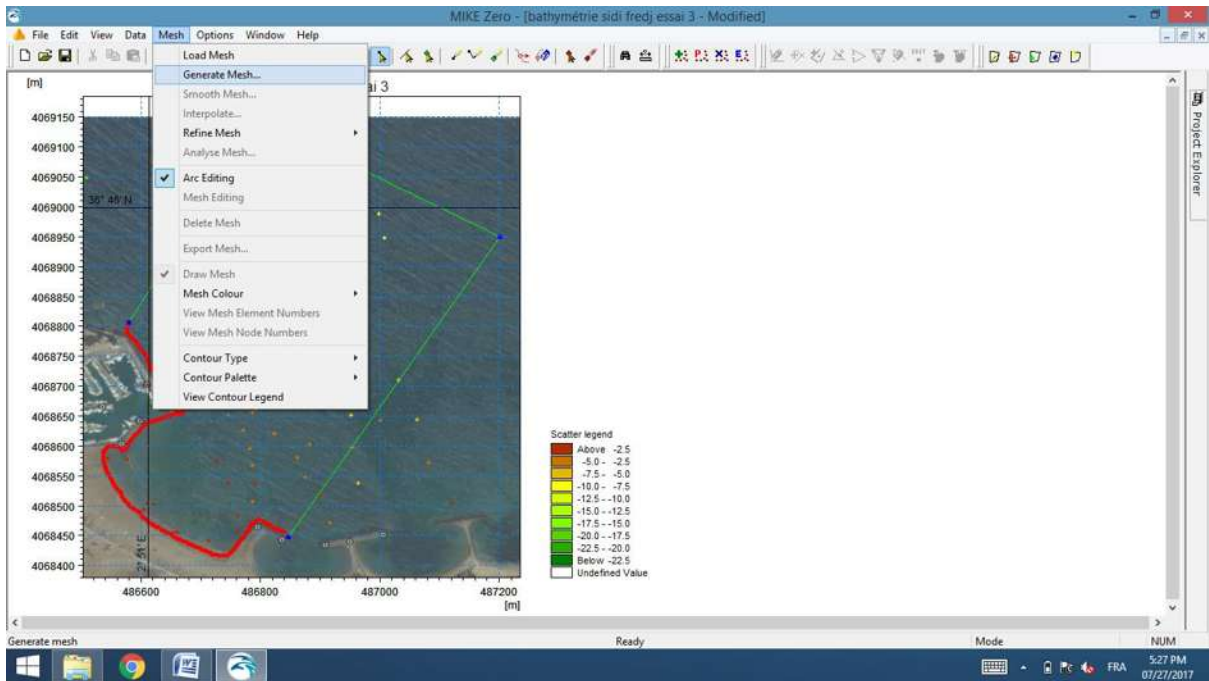 MIKE Zero - [bathymétrie sidi fredj essai 3 - Modified]
File Edit View Data Mesh Options Window Help
Load Mesh
Generate Mesh...
Smooth Mesh...
Interpolate...
Refine Mesh
Analyse Mesh...
Arc Editing
Mesh Editing
Delete Mesh
Export Mesh...
Draw Mesh
Mesh Colour
View Mesh Element Numbers
View Mesh Node Numbers
Contour Type
Contour Palette
View Contour Legend
[m]
ai 3
4069150
4069100
4069050
4069000
4068950
4068900
4068850
4068800
4068750
4068700
4068650
4068600
4068550
4068500
4068450
4068400
486600 486800 487000 487200
[m]
Scatter legend
Above -2.5
-5.0 - -2.5
-7.5 - -5.0
-10.0 - -7.5
-12.5 - -10.0
-15.0 - -12.5
-17.5 - -15.0
-20.0 - -17.5
-22.5 - -20.0
Below -22.5
Undefined Value
Project Explorer
Generate mesh Ready Mode NUM
FRA
5:27 PM
07/27/2017